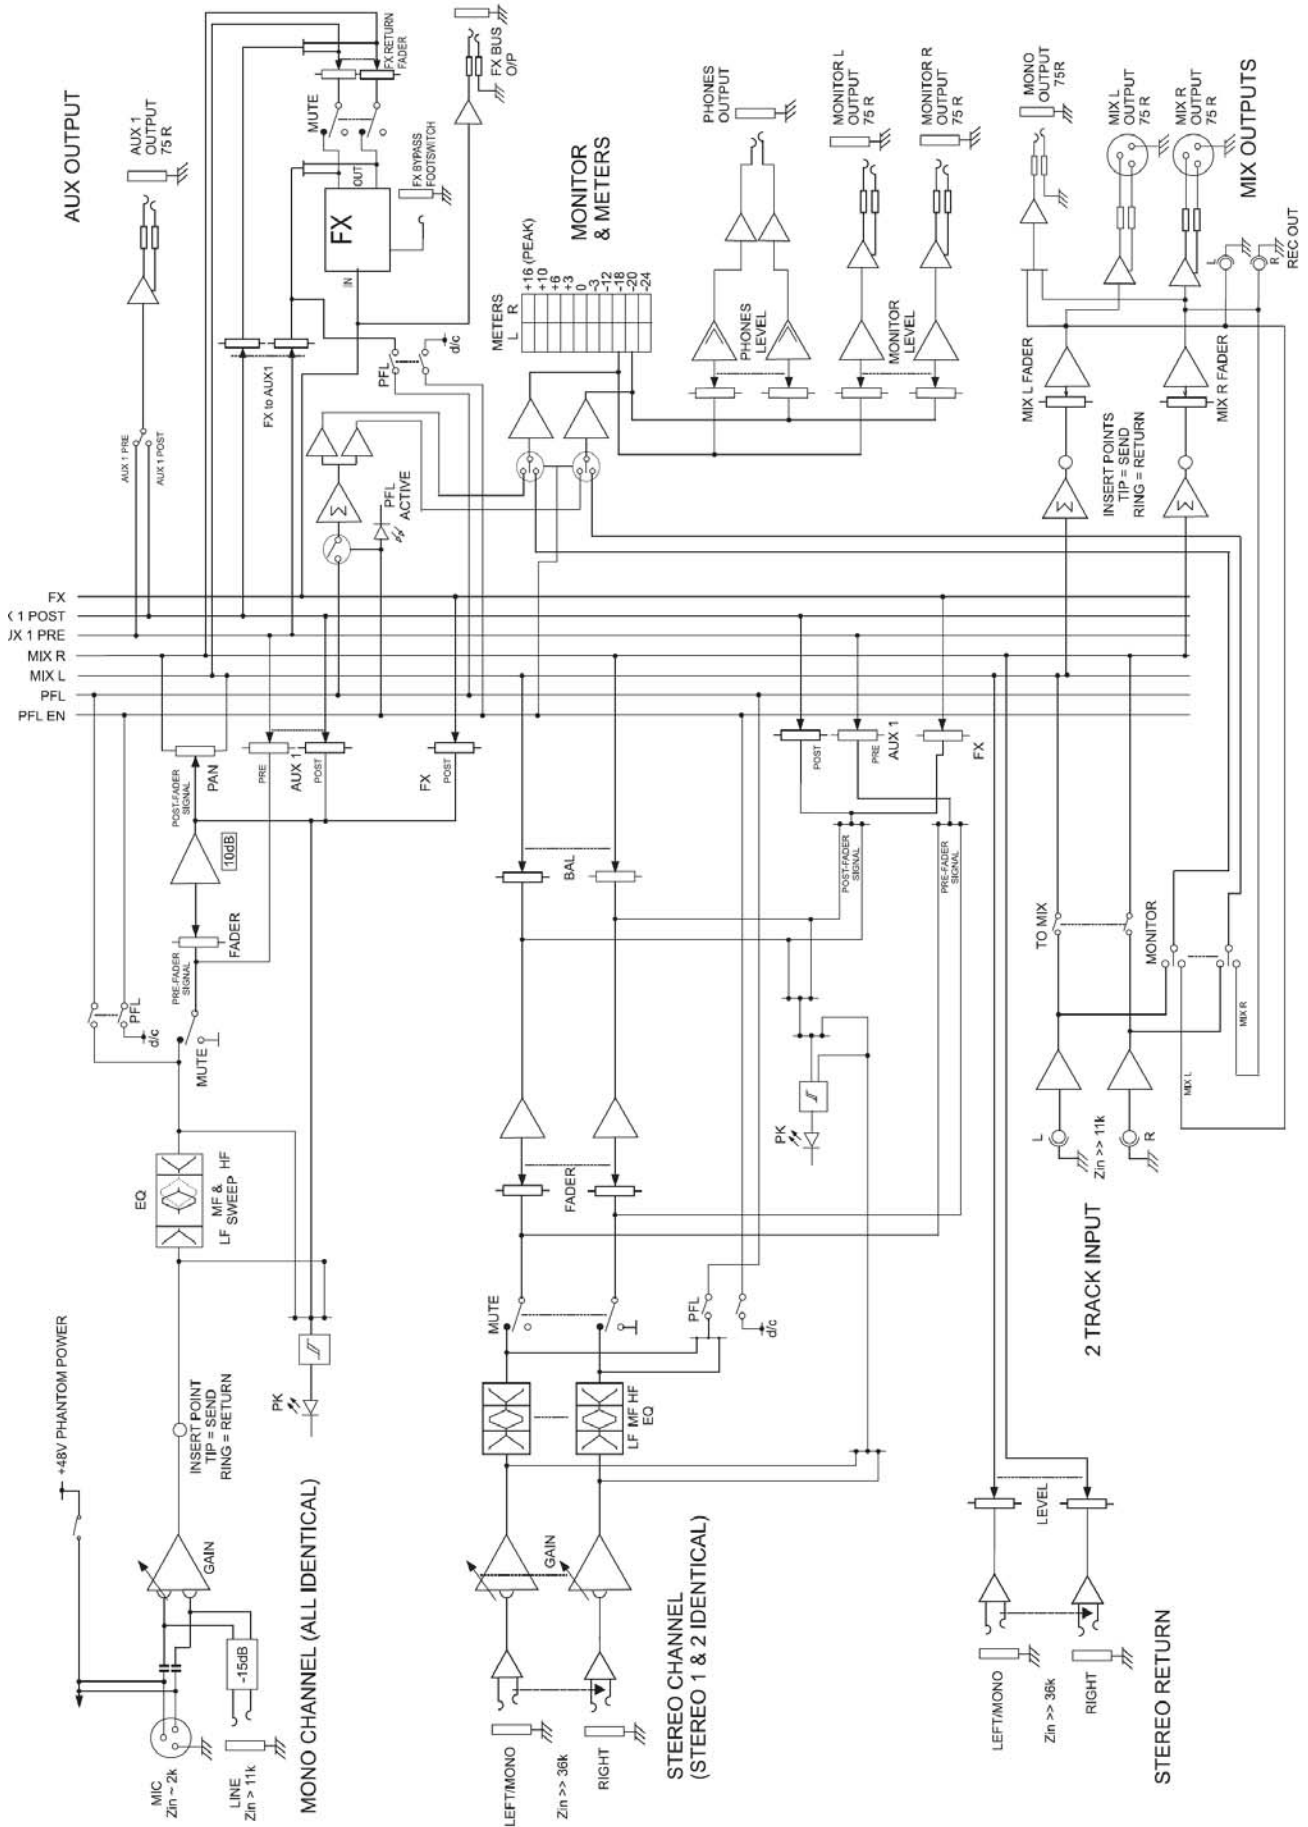 AUX OUTPUT
AUX 1
OUTPUT
75 R
MUTE
FX RETURN
FADER
FX BUS
O/P
FX
IN
OUT
FX BYPASS
FOOTSWITCH
AUX 1 PRE
AUX 1 POST
FX to AUX1
PFL
d/c
PFL
ACTIVE
METERS
L R
+16 (PEAK)
+10
+6
+3
0
-3
-12
-18
-20
-24
MONITOR
& METERS
PHONES
OUTPUT
MONITOR L
OUTPUT
75 R
MONITOR R
OUTPUT
75 R
PHONES
LEVEL
MONITOR
LEVEL
MONO
OUTPUT
75R
MIX L
OUTPUT
75 R
MIX R
OUTPUT
75 R
MIX OUTPUTS
L
R
REC OUT
MIX L FADER
MIX R FADER
INSERT POINTS
TIP = SEND
RING = RETURN
Σ
Σ
Σ
FX
X 1 POST
UX 1 PRE
MIX R
MIX L
PFL
PFL EN
PAN
POST-FADER
SIGNAL
10dB
FADER
PRE-FADER
SIGNAL
PFL
d/c
MUTE
PRE
AUX 1
POST
FX
POST
EQ
LF MF & HF
SWEEP
PK
INSERT POINT
TIP = SEND
RING = RETURN
+48V PHANTOM POWER
GAIN
-15dB
MIC
Zin ~ 2k
LINE
Zin > 11k
MONO CHANNEL (ALL IDENTICAL)
BAL
FADER
MUTE
LF MF HF
EQ
GAIN
LEFT/MONO
Zin >> 36k
RIGHT
STEREO CHANNEL
(STEREO 1 & 2 IDENTICAL)
PFL
d/c
PK
POST
PRE
AUX 1
FX
POST-FADER
SIGNAL
PRE-FADER
SIGNAL
TO MIX
MONITOR
MIX L
MIX R
L
Zin >> 11k
R
2 TRACK INPUT
LEVEL
LEFT/MONO
Zin >> 36k
RIGHT
STEREO RETURN